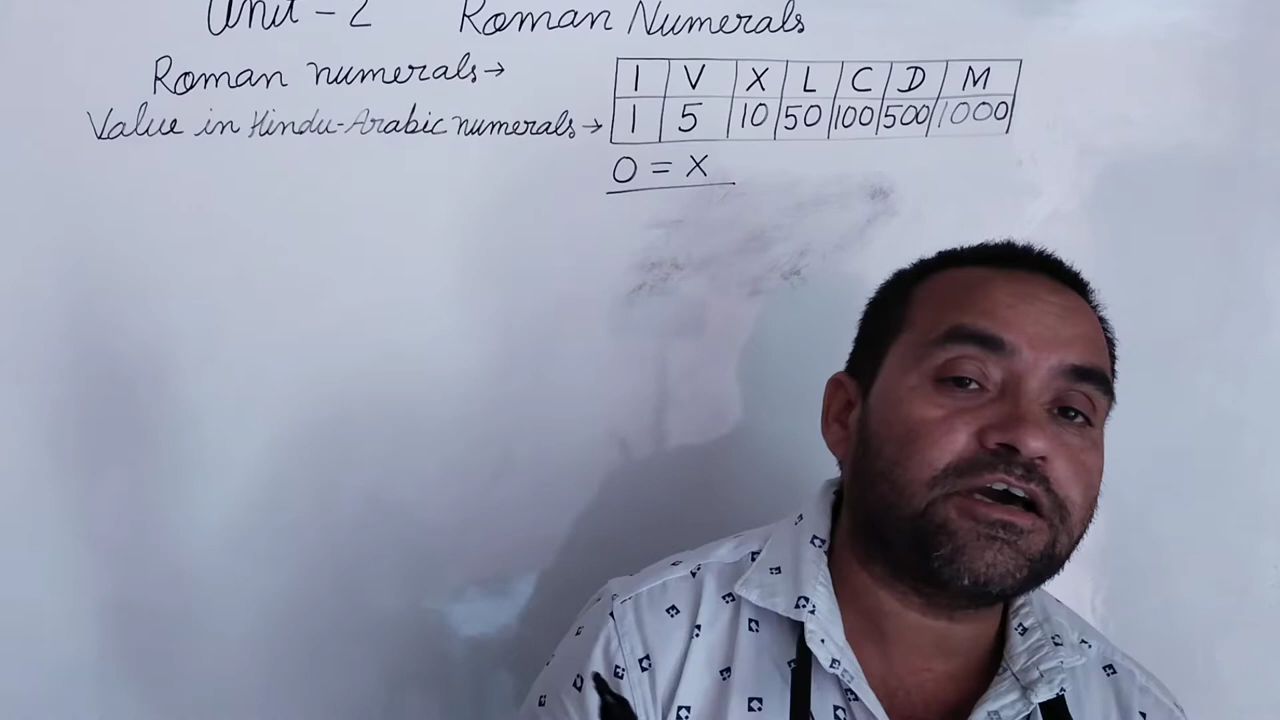 Unit - 2 Roman Numerals
Roman numerals → I V X L C D M
Value in Hindu-Arabic numerals → 1 5 10 50 100 500 1000
0 = X